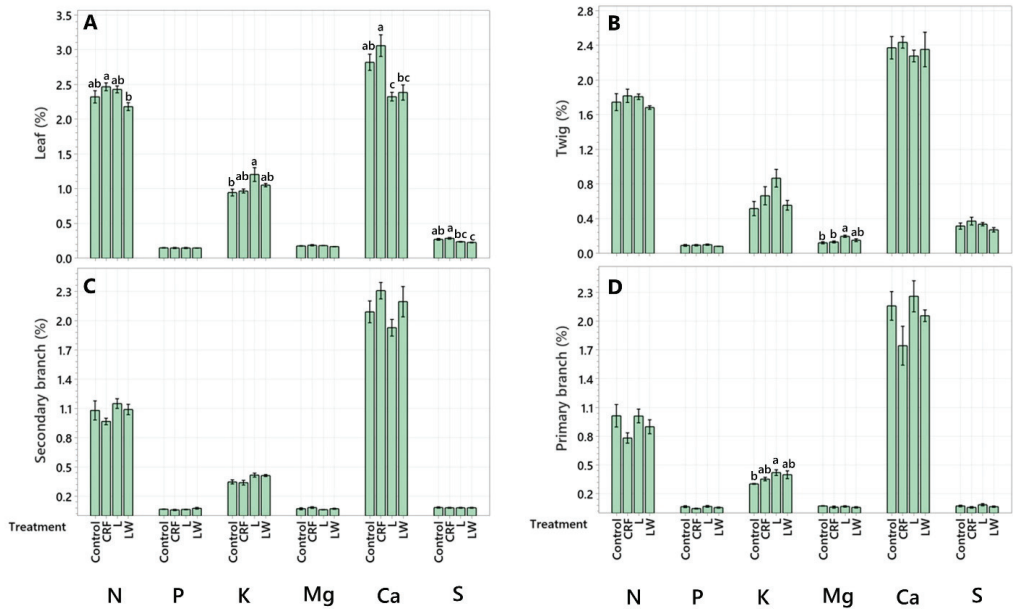 A
Leaf (%)
3.5
3.0
2.5
2.0
1.5
1.0
0.5
0.0
ab a ab b
b ab a ab
ab a c bc
ab a bc c
B
Twig (%)
2.8
2.4
2.0
1.6
1.2
0.8
0.4
0.0
b b a ab
C
Secondary branch (%)
2.3
2.0
1.7
1.4
1.1
0.8
0.5
0.2
D
Primary branch (%)
2.3
2.0
1.7
1.4
1.1
0.8
0.5
0.2
b ab a ab
Treatment
Control CRF L LW
Control CRF L LW
Control CRF L LW
Control CRF L LW
Control CRF L LW
Control CRF L LW
N P K Mg Ca S
Treatment
Control CRF L LW
Control CRF L LW
Control CRF L LW
Control CRF L LW
Control CRF L LW
Control CRF L LW
N P K Mg Ca S